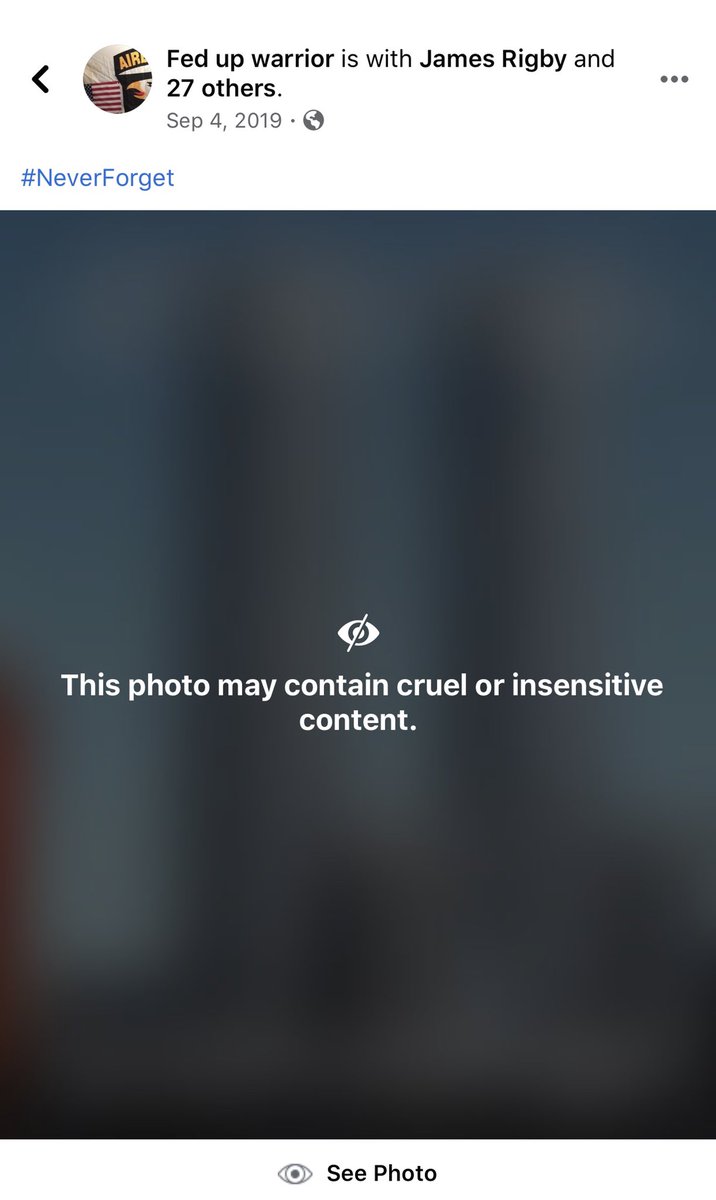 Fed up warrior is with James Rigby and
27 others.
Sep 4, 2019 ·
#NeverForget
This photo may contain cruel or insensitive
content.
See Photo